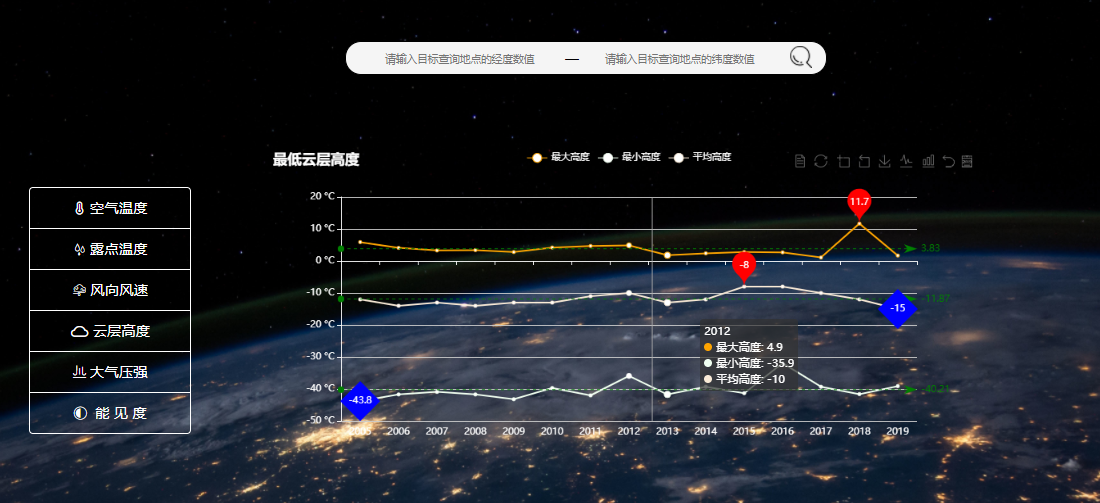 请输入目标查询地点的经度数值 — 请输入目标查询地点的纬度数值
最低云层高度
最大高度 最小高度 平均高度
空气温度
露点温度
风向风速
云层高度
大气压强
能 见 度
20 °C
10 °C
0 °C
-10 °C
-20 °C
-30 °C
-40 °C
-50 °C
11.7
3.83
-8
-11.87
-15
2012
最大高度: 4.9
最小高度: -35.9
平均高度: -10
-43.8
-40.21
2005 2006 2007 2008 2009 2010 2011 2012 2013 2014 2015 2016 2017 2018 2019